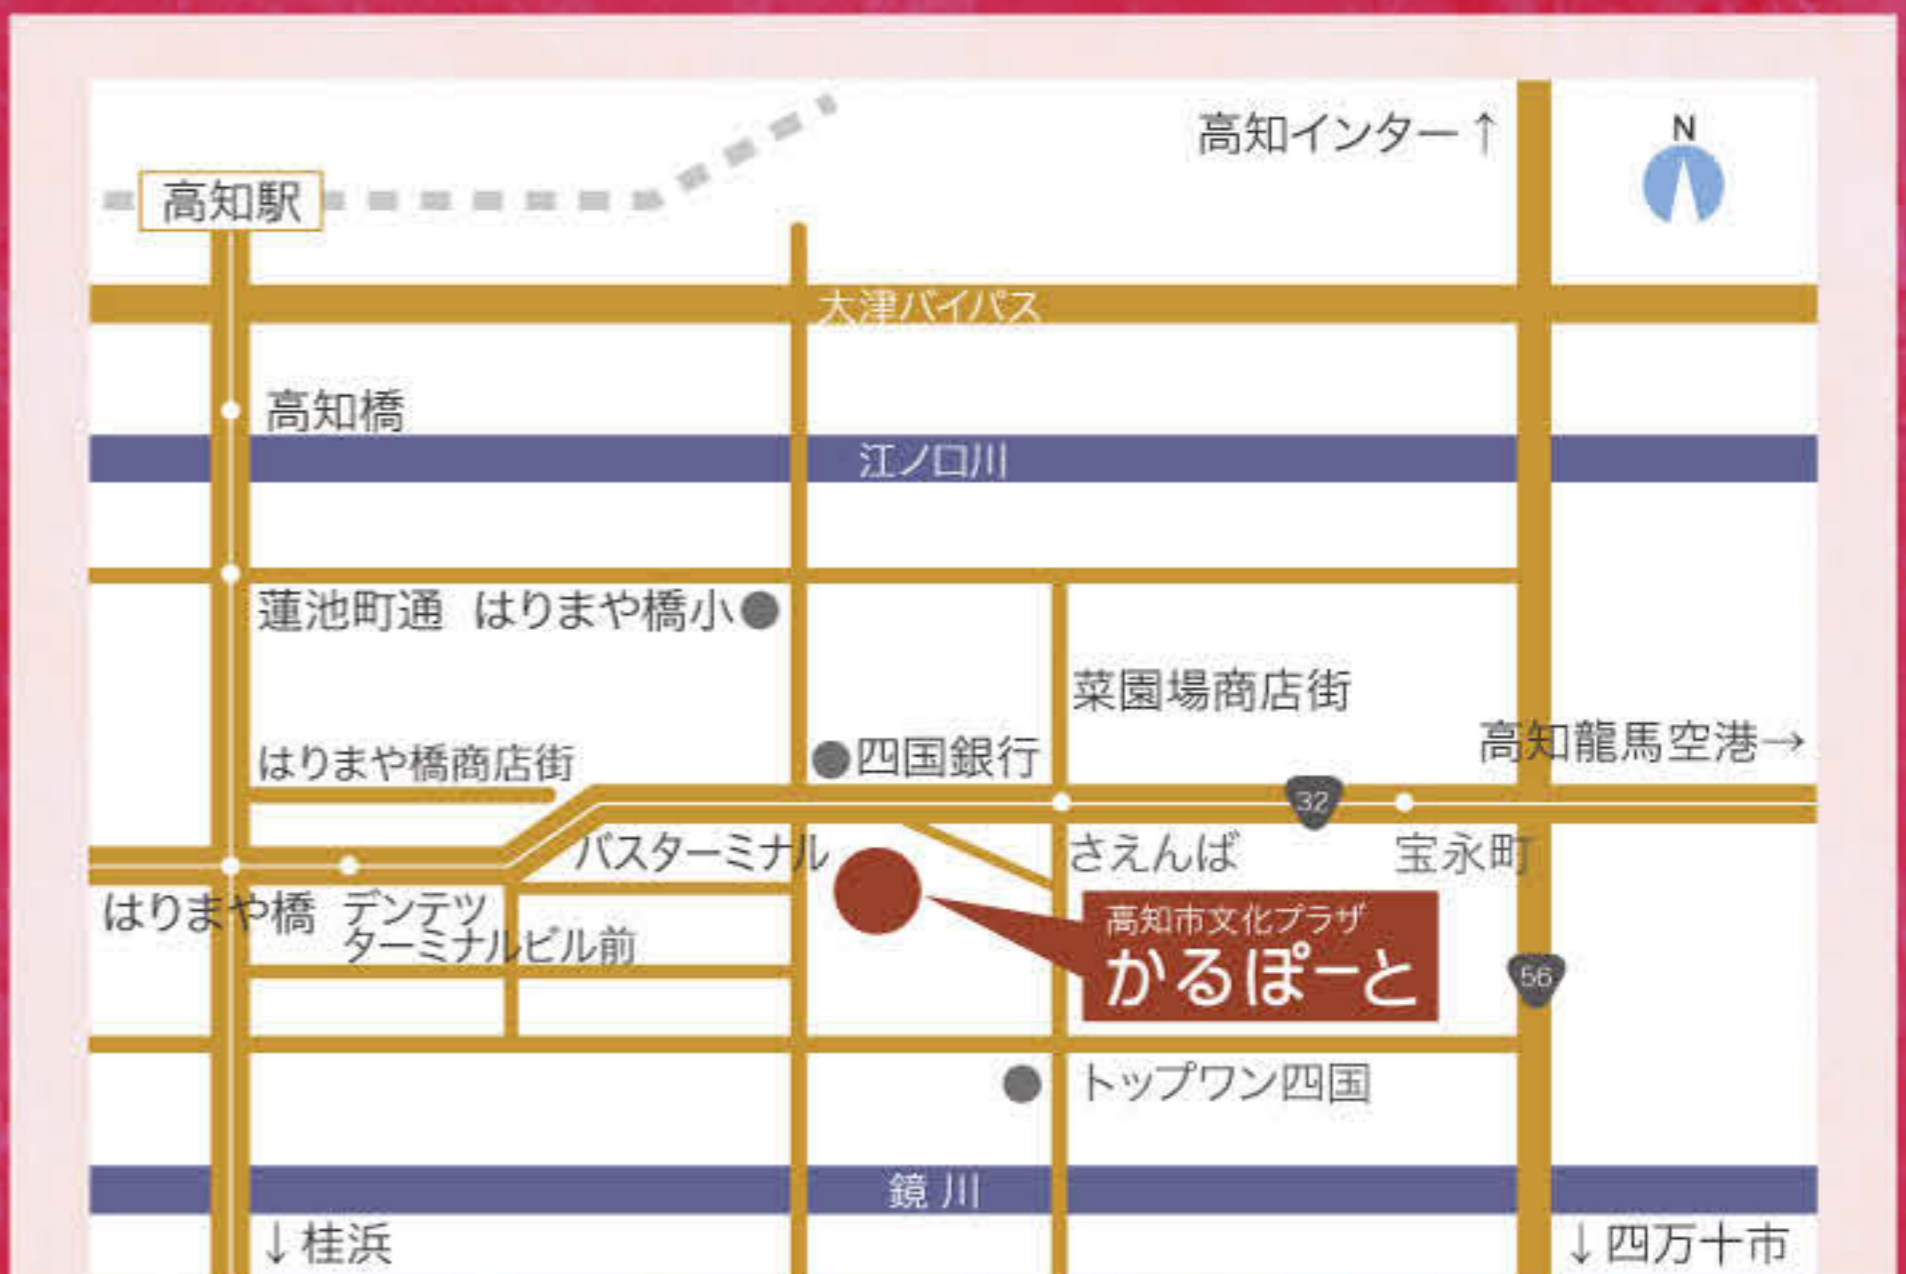 高知インター↑
N
高知駅
大津バイパス
高知橋
江ノ口川
蓮池町通
はりまや橋小
菜園場商店街
高知龍馬空港→
はりまや橋商店街
四国銀行
32
バスターミナル
さえんば
宝永町
はりまや橋
デンテツ
ターミナルビル前
高知市文化プラザ
かるぽーと
56
トップワン四国
鏡川
↓桂浜
↓四万十市